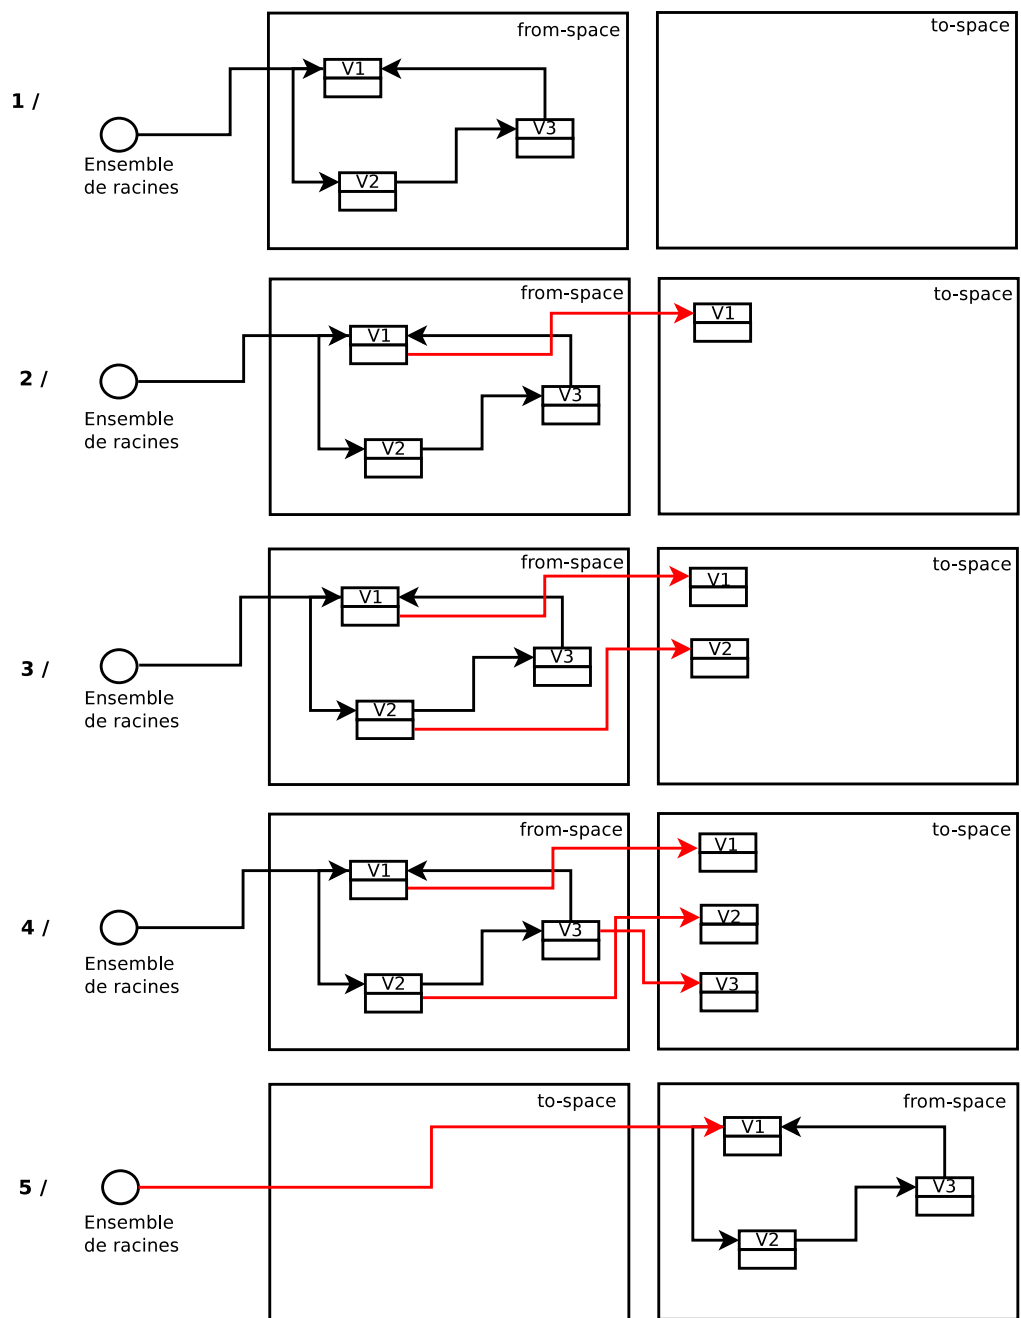 from-space
to-space
V1
1 /
V3
Ensemble
de racines
V2
from-space
to-space
V1
V1
2 /
V3
Ensemble
de racines
V2
from-space
to-space
V1
V1
V2
3 /
V3
Ensemble
de racines
V2
from-space
to-space
V1
V1
V2
4 /
V3
Ensemble
de racines
V2
V3
to-space
from-space
V1
5 /
V3
Ensemble
de racines
V2